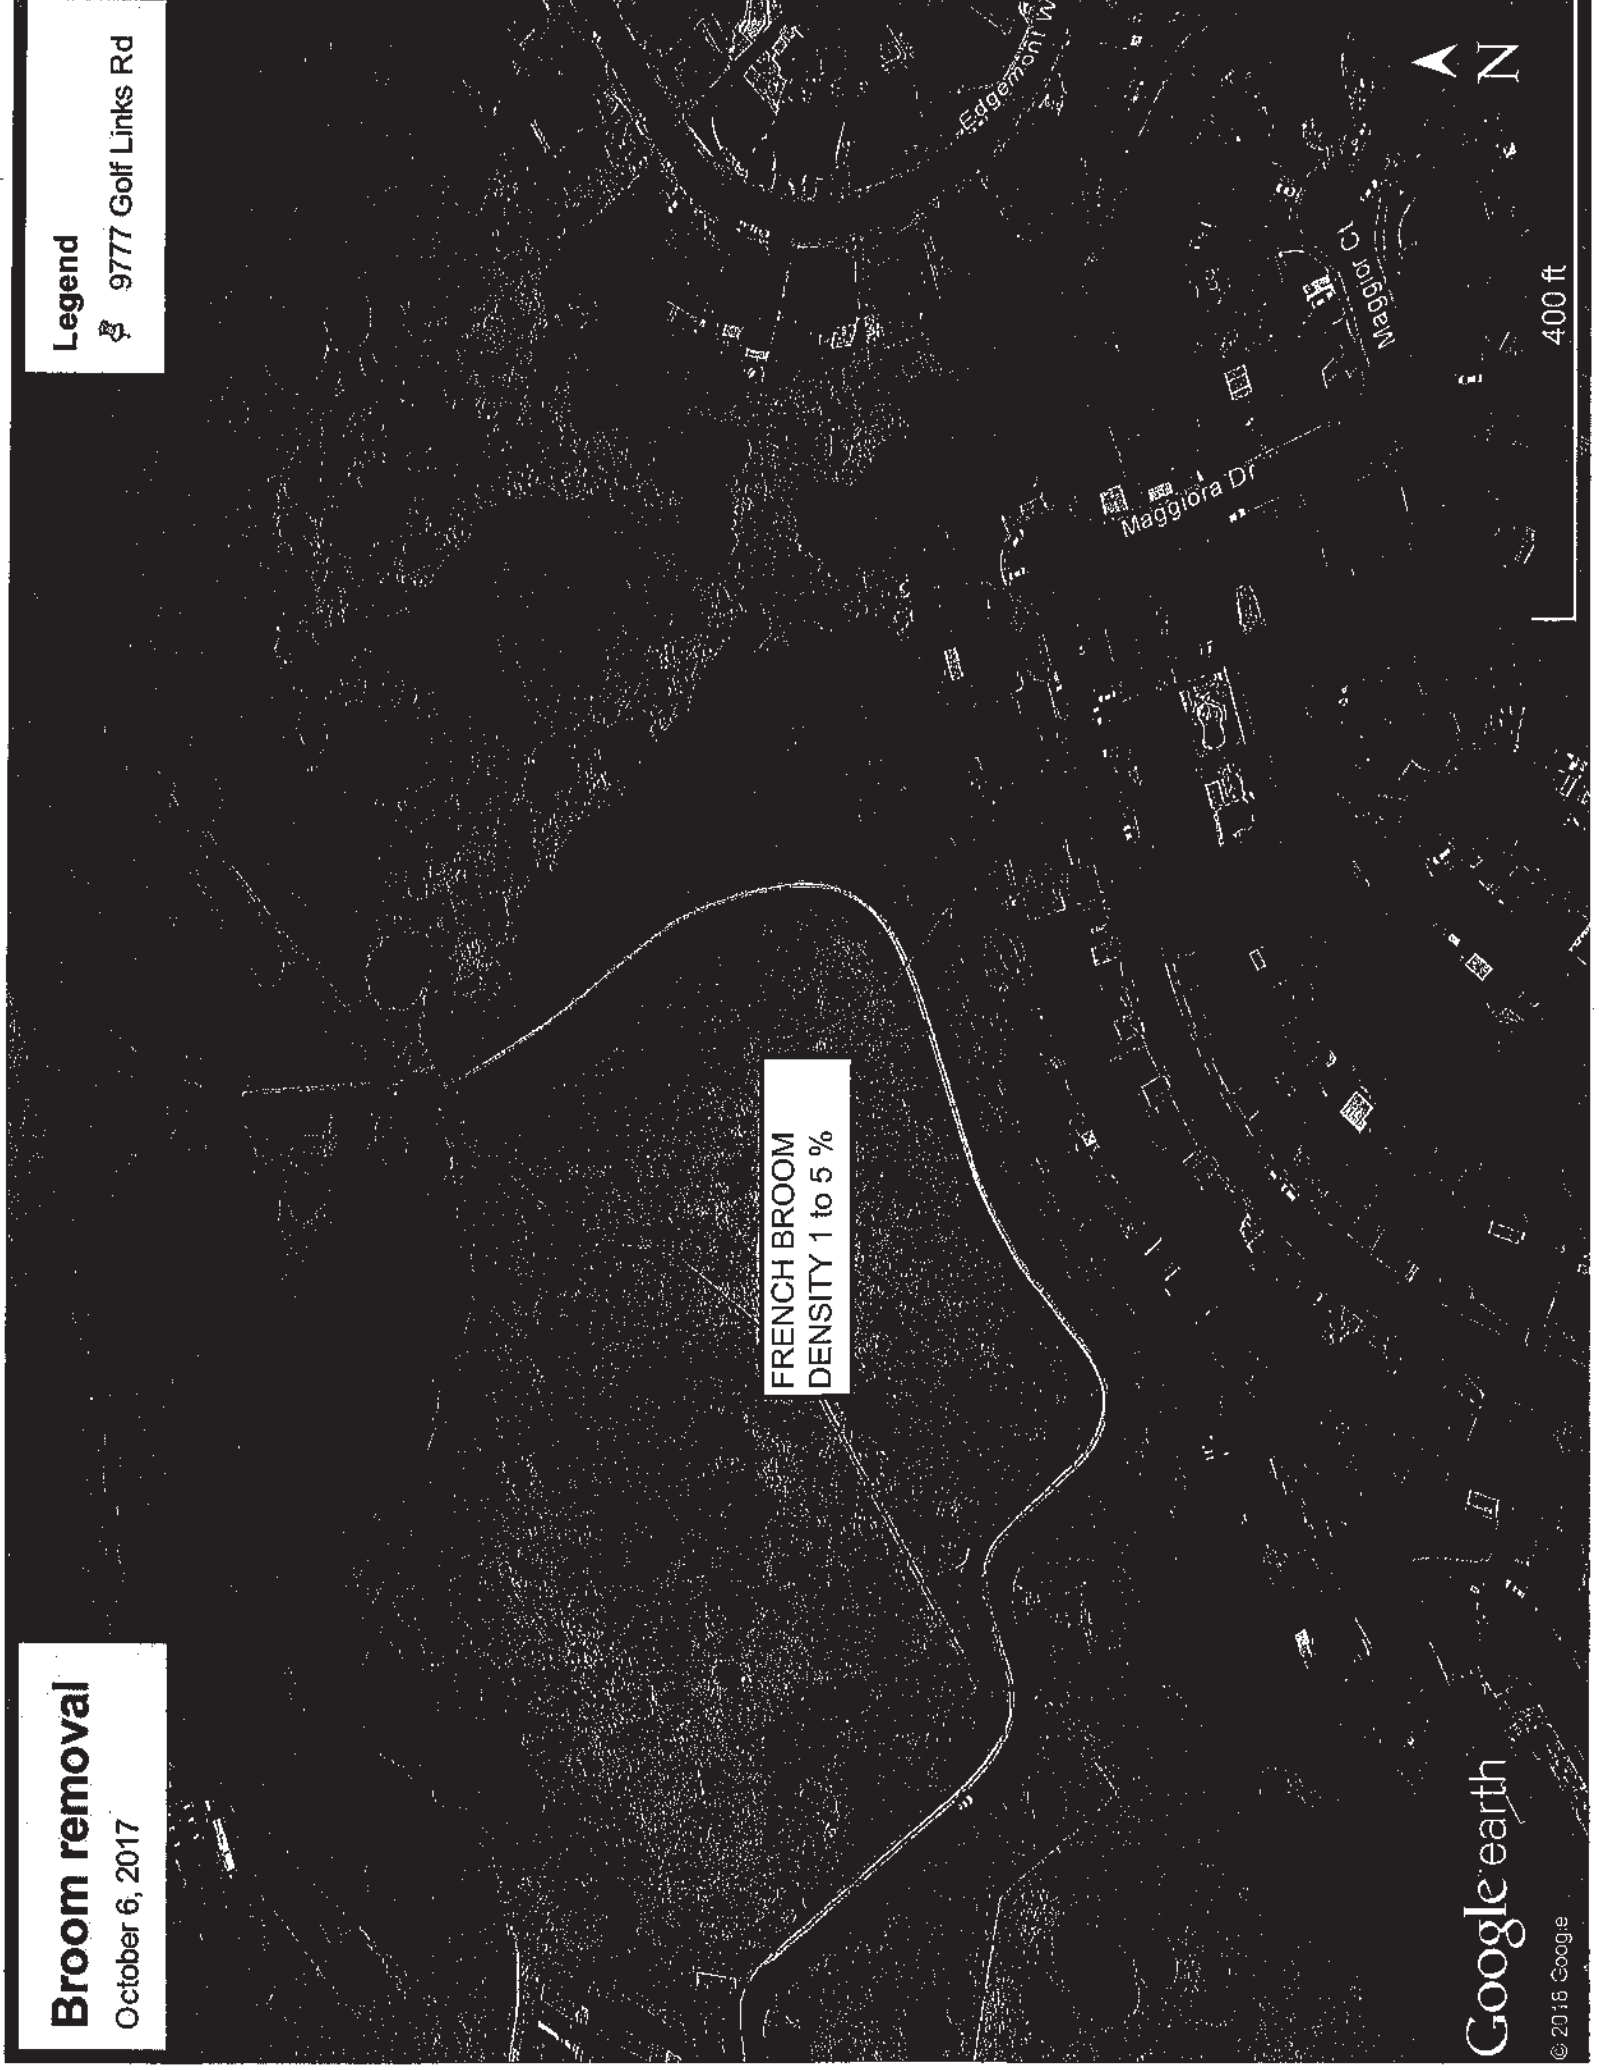 Broom removal
October 6, 2017
Legend
9777 Golf Links Rd
FRENCH BROOM
DENSITY 1 to 5 %
Edgemont W
Maggiora Dr
Maggior Ct
N
400 ft
Google earth
© 2016 Google